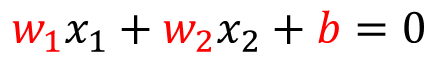 w₁x₁ + w₂x₂ + b = 0